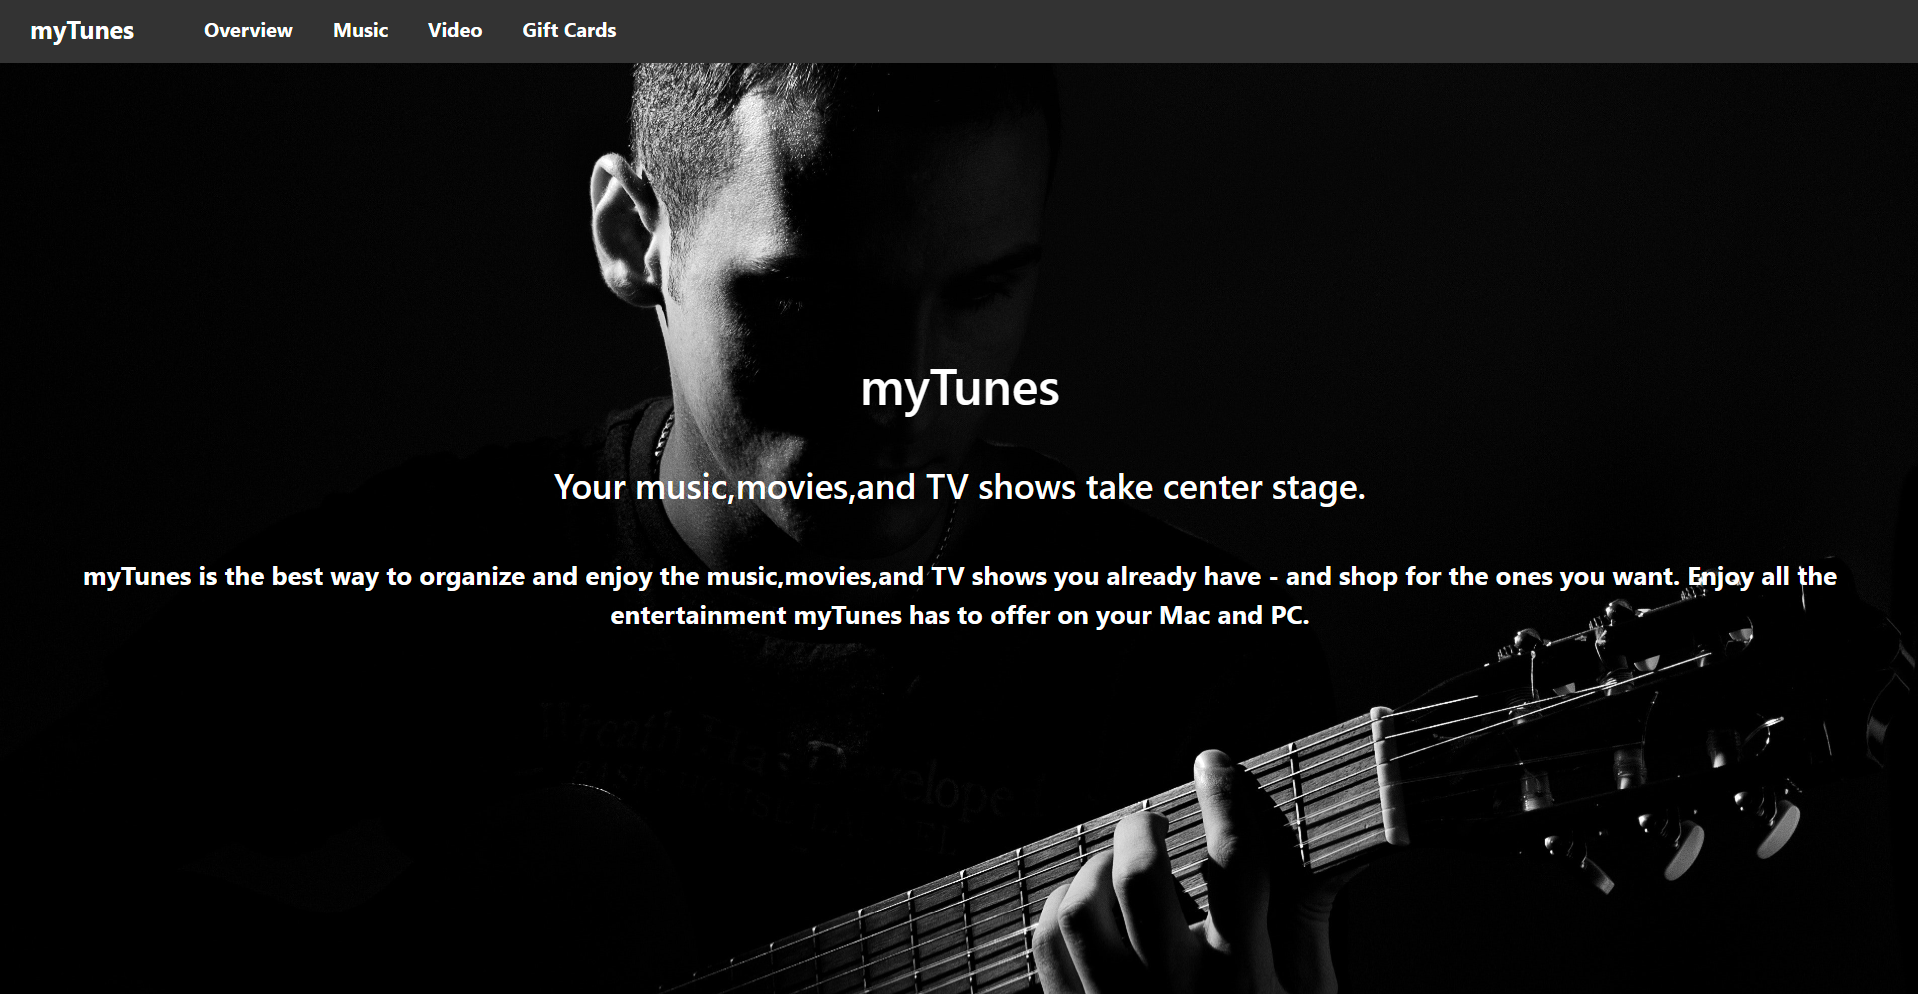 myTunes Overview Music Video Gift Cards
myTunes
Your music,movies,and TV shows take center stage.
myTunes is the best way to organize and enjoy the music,movies,and TV shows you already have - and shop for the ones you want. Enjoy all the
entertainment myTunes has to offer on your Mac and PC.